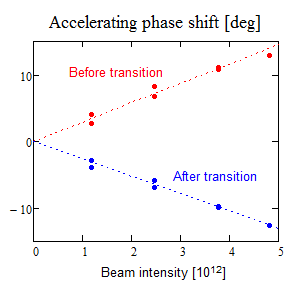 Accelerating phase shift [deg]
10
Before transition
0
After transition
− 10
0 1 2 3 4 5
Beam intensity [10¹²]